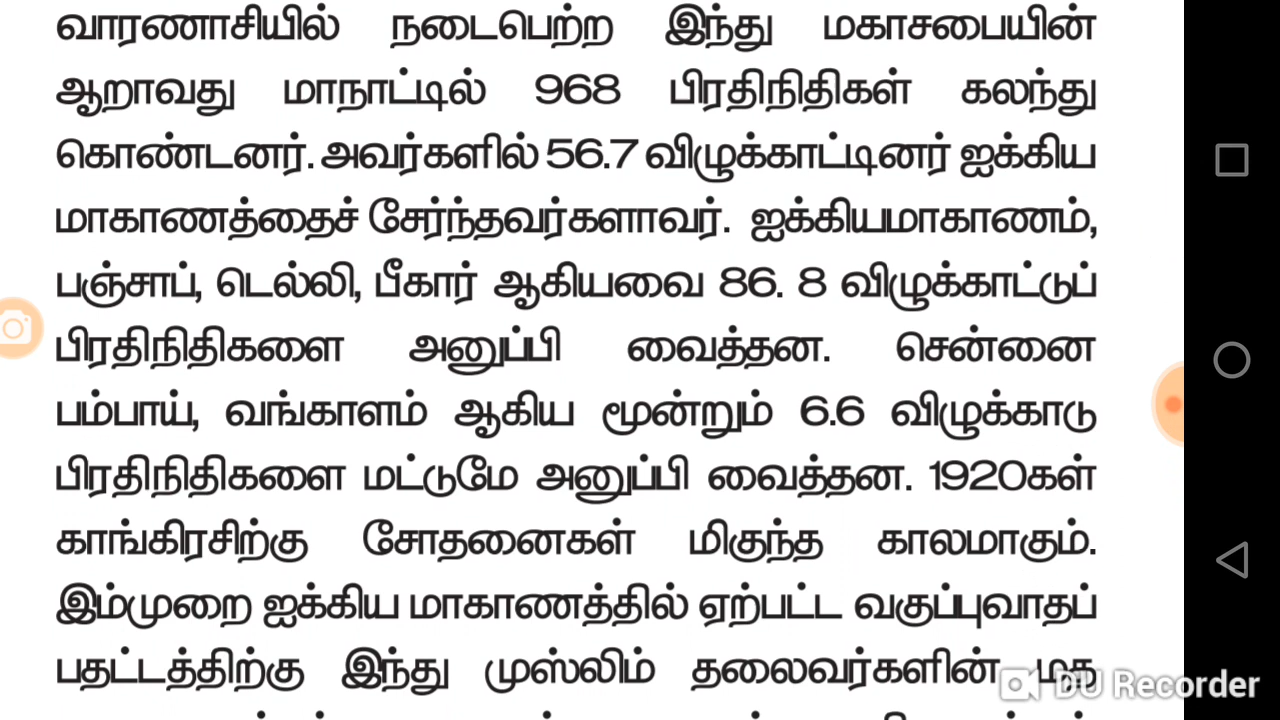 வாரணாசியில் நடைபெற்ற இந்து மகாசபையின்
ஆறாவது மாநாட்டில் 968 பிரதிநிதிகள் கலந்து
கொண்டனர். அவர்களில் 56.7 விழுக்காட்டினர் ஐக்கிய
மாகாணத்தைச் சேர்ந்தவர்களாவர். ஐக்கியமாகாணம்,
பஞ்சாப், டெல்லி, பீகார் ஆகியவை 86. 8 விழுக்காட்டுப்
பிரதிநிதிகளை அனுப்பி வைத்தன. சென்னை
பம்பாய், வங்காளம் ஆகிய மூன்றும் 6.6 விழுக்காடு
பிரதிநிதிகளை மட்டுமே அனுப்பி வைத்தன. 1920கள்
காங்கிரசிற்கு சோதனைகள் மிகுந்த காலமாகும்.
இம்முறை ஐக்கிய மாகாணத்தில் ஏற்பட்ட வகுப்புவாதப்
பதட்டத்திற்கு இந்து முஸ்லிம் தலைவர்களின் மத
DU Recorder